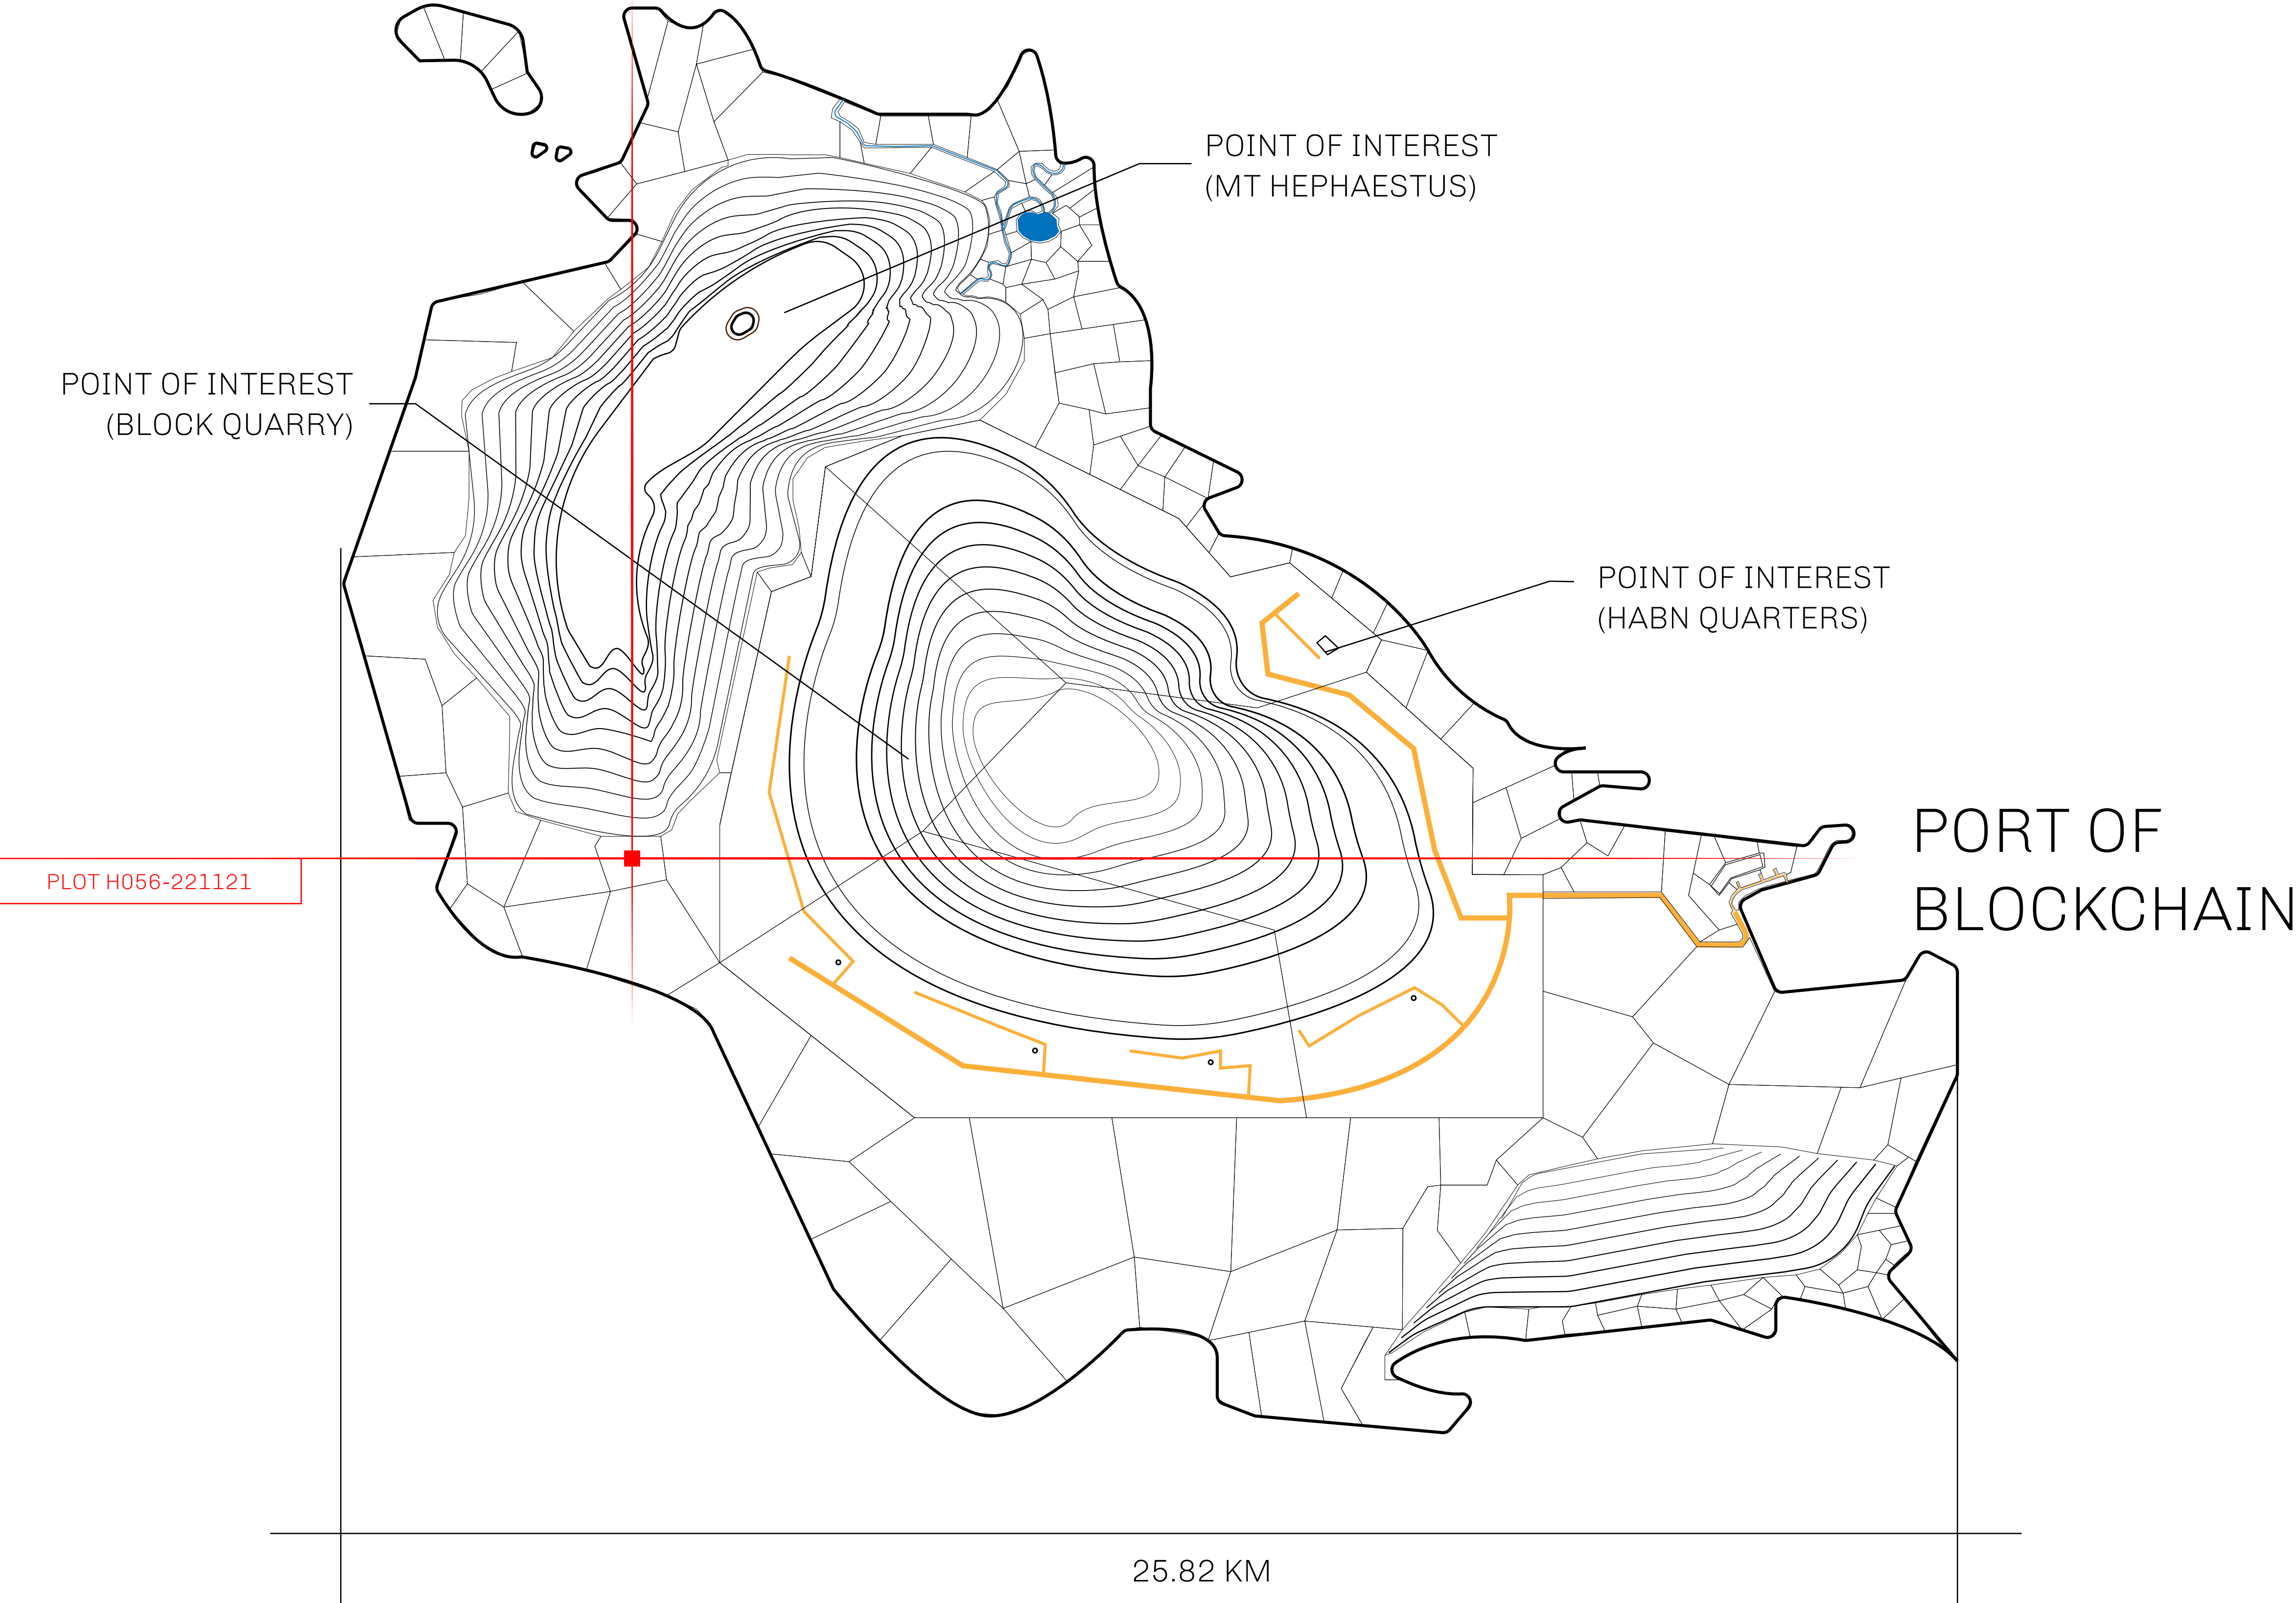 POINT OF INTEREST
(MT HEPHAESTUS)
POINT OF INTEREST
(BLOCK QUARRY)
POINT OF INTEREST
(HABN QUARTERS)
PORT OF
BLOCKCHAIN
PLOT H056-221121
25.82 KM